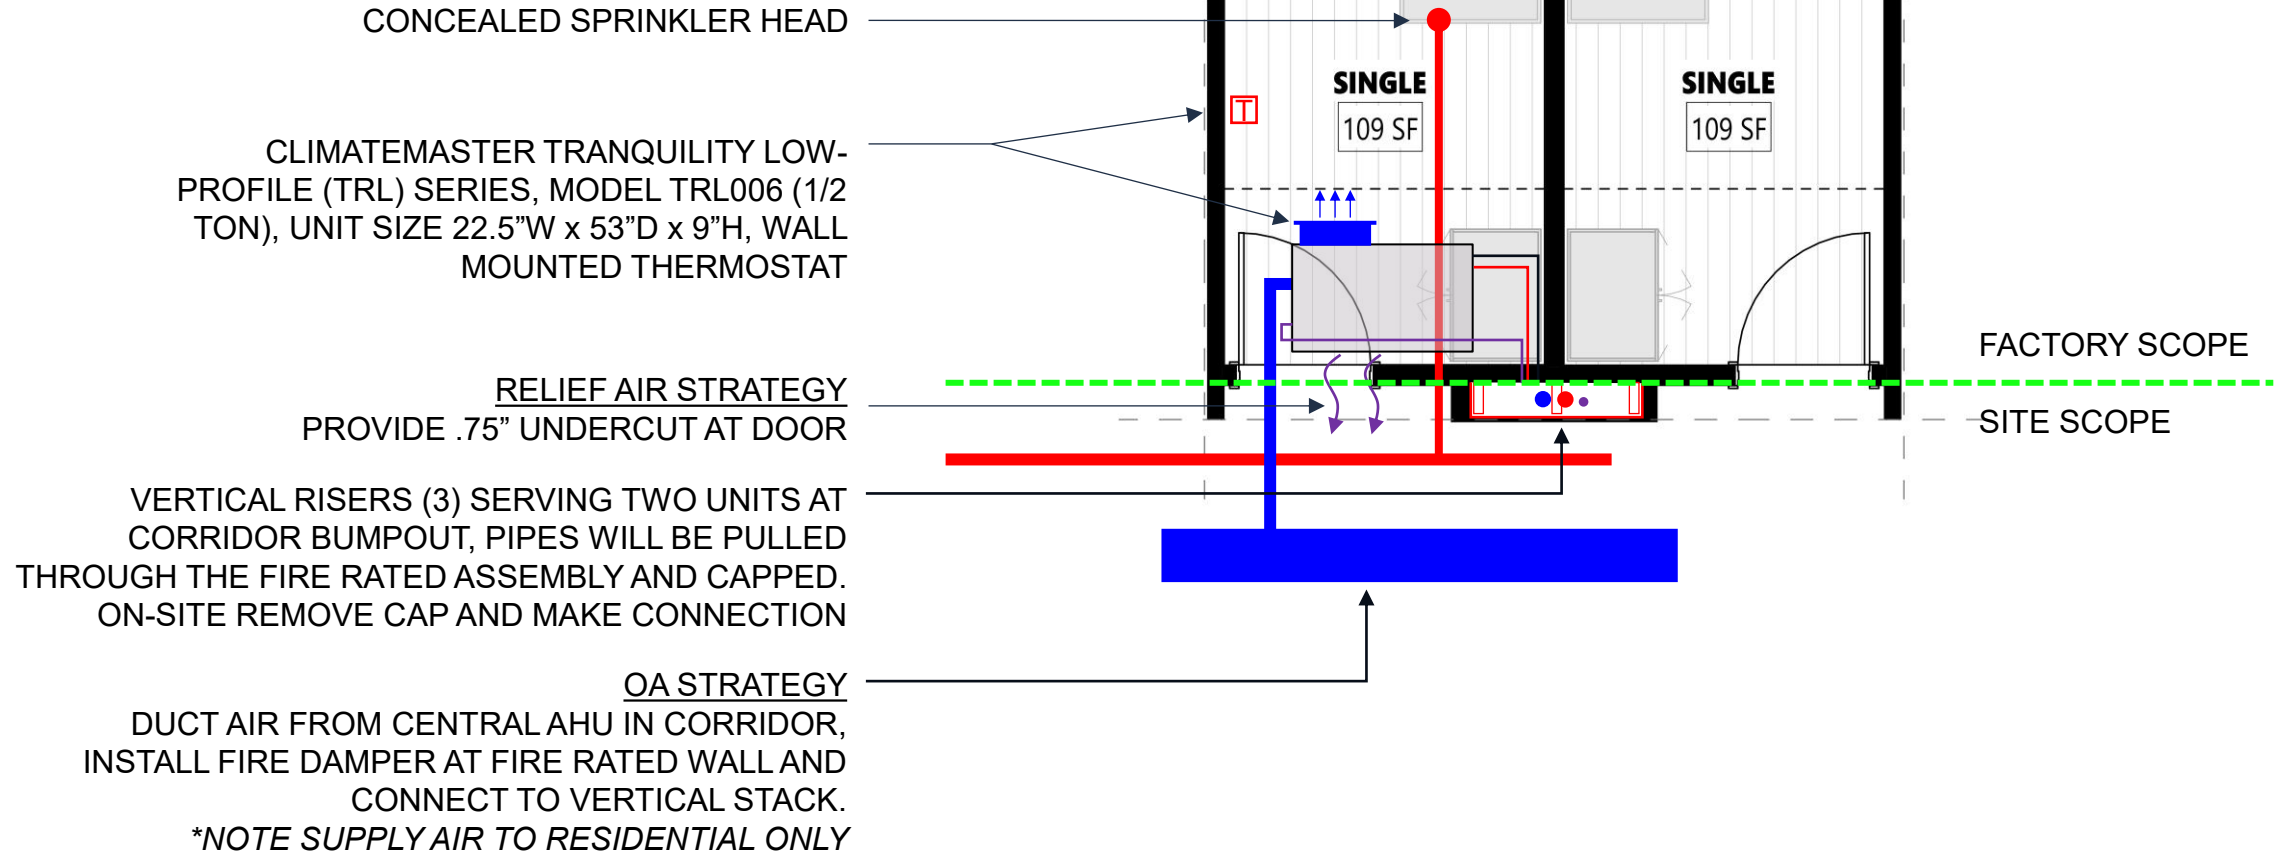 CONCEALED SPRINKLER HEAD
SINGLE
109 SF
SINGLE
109 SF
T
CLIMATEMASTER TRANQUILITY LOW-
PROFILE (TRL) SERIES, MODEL TRL006 (1/2
TON), UNIT SIZE 22.5”W x 53”D x 9”H, WALL
MOUNTED THERMOSTAT
FACTORY SCOPE
SITE SCOPE
RELIEF AIR STRATEGY
PROVIDE .75” UNDERCUT AT DOOR
VERTICAL RISERS (3) SERVING TWO UNITS AT
CORRIDOR BUMPOUT, PIPES WILL BE PULLED
THROUGH THE FIRE RATED ASSEMBLY AND CAPPED.
ON-SITE REMOVE CAP AND MAKE CONNECTION
OA STRATEGY
DUCT AIR FROM CENTRAL AHU IN CORRIDOR,
INSTALL FIRE DAMPER AT FIRE RATED WALL AND
CONNECT TO VERTICAL STACK.
*NOTE SUPPLY AIR TO RESIDENTIAL ONLY